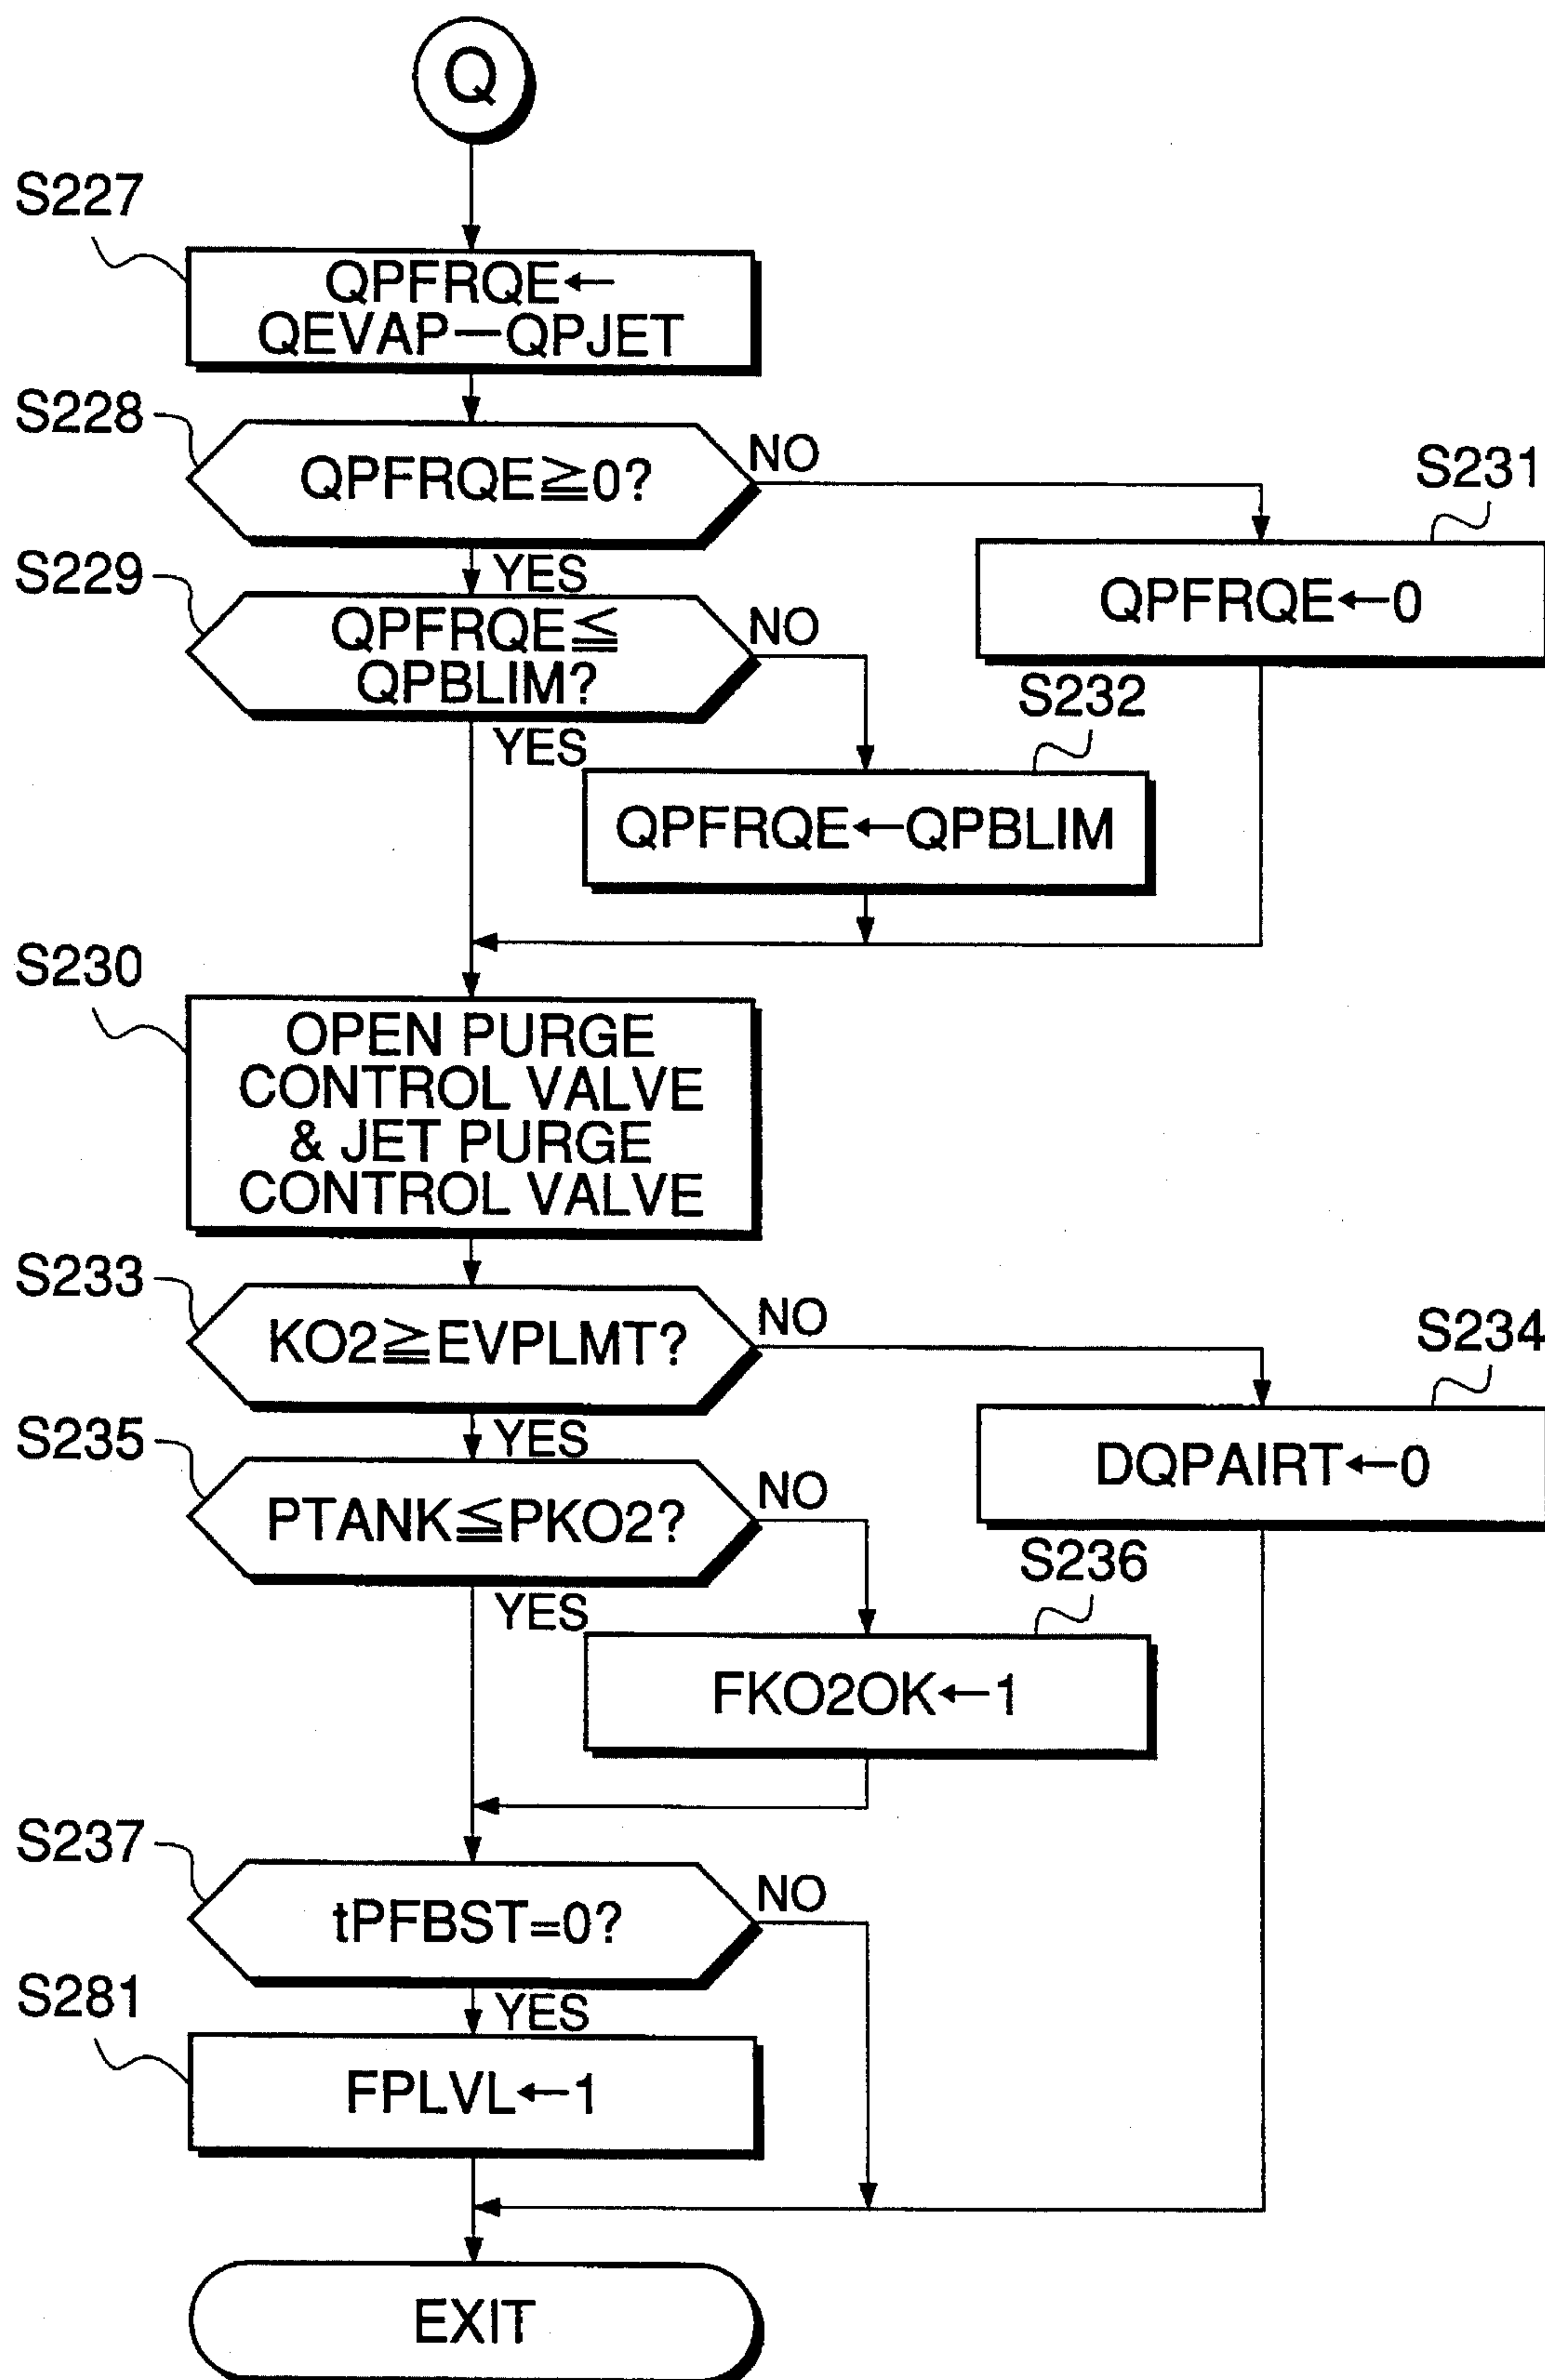 Q
S227
QPFRQE←
QEVAP—QPJET
S228
QPFRQE≧0?
NO
YES
S231
QPFRQE←0
S229
QPFRQE≦
QPBLIM?
NO
YES
S232
QPFRQE←QPBLIM
S230
OPEN PURGE
CONTROL VALVE
& JET PURGE
CONTROL VALVE
S233
KO2≧EVPLMT?
NO
YES
S234
DQPAIRT←0
S235
PTANK≦PKO2?
NO
YES
S236
FKO2OK←1
S237
tPFBST=0?
NO
YES
S281
FPLVL←1
EXIT